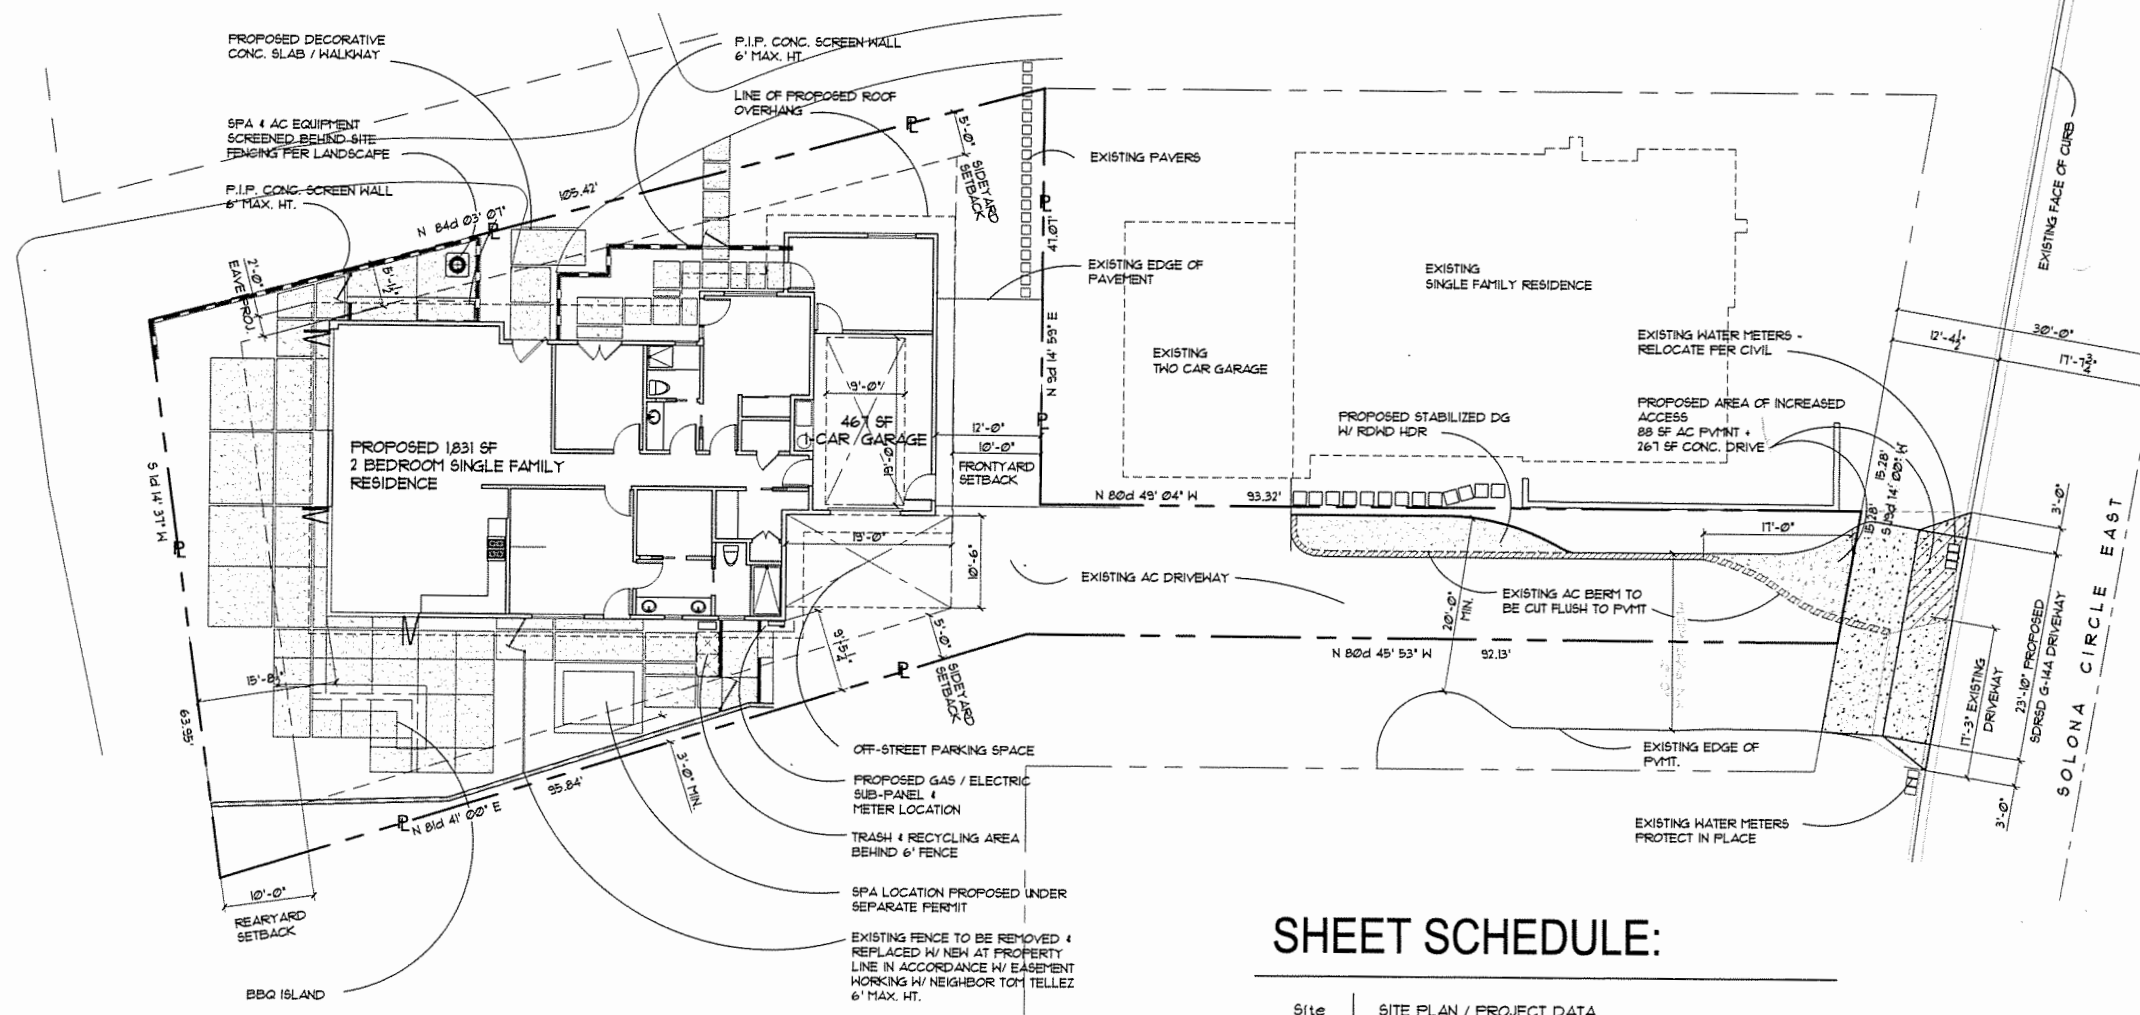 PROPOSED DECORATIVE
CONC. SLAB / WALKWAY
SPA & AC EQUIPMENT
SCREENED BEHIND SITE
FENCING PER LANDSCAPE
P.I.P. CONC. SCREEN WALL
6' MAX. HT.
P.I.P. CONC. SCREEN WALL
6' MAX. HT.
LINE OF PROPOSED ROOF
OVERHANG
N 84d 03' 07"
105.42'
2'-0"
EAVE PROJ.
5'-1½"
5'-0"
SIDEYARD
SETBACK
EXISTING PAVERS
EXISTING EDGE OF
PAVEMENT
47.07'
N 9d 14' 59" E
EXISTING
SINGLE FAMILY RESIDENCE
EXISTING
TWO CAR GARAGE
EXISTING FACE OF CURB
EXISTING WATER METERS -
RELOCATE PER CIVIL
12'-4½"
30'-0"
17'-7¾"
PROPOSED AREA OF INCREASED
ACCESS
88 SF AC PVMNT +
267 SF CONC. DRIVE
PROPOSED STABILIZED DG
W/ RDWD HDR
PROPOSED 1,831 SF
2 BEDROOM SINGLE FAMILY
RESIDENCE
9'-0"
467 SF
1-CAR GARAGE
19'-0"
12'-0"
10'-0"
FRONTYARD
SETBACK
N 80d 49' 04" W 93.32'
15.28'
15.28'
S 19d 14' 00" W
17'-0"
3'-0"
S 1d 14' 37" W
63.95'
19'-0"
10'-6"
EXISTING AC DRIVEWAY
EXISTING AC BERM TO
BE CUT FLUSH TO PVMT
20'-0"
MIN.
N 80d 45' 53" W 92.13'
9'-5¼"
5'-0"
SIDEYARD
SETBACK
15'-8½"
17'-3" EXISTING
DRIVEWAY
23'-10" PROPOSED
SDRSD G-14A DRIVEWAY
SOLONA CIRCLE EAST
3'-0"
OFF-STREET PARKING SPACE
PROPOSED GAS / ELECTRIC
SUB-PANEL &
METER LOCATION
EXISTING EDGE OF
PVMT.
3'-0" MIN.
95.84'
N 81d 41' 00" E
TRASH & RECYCLING AREA
BEHIND 6' FENCE
EXISTING WATER METERS
PROTECT IN PLACE
10'-0"
REARYARD
SETBACK
SPA LOCATION PROPOSED UNDER
SEPARATE PERMIT
EXISTING FENCE TO BE REMOVED &
REPLACED W/ NEW AT PROPERTY
LINE IN ACCORDANCE W/ EASEMENT
WORKING W/ NEIGHBOR TOM TELLEZ
6' MAX. HT.
BBQ ISLAND
SHEET SCHEDULE:
Site SITE PLAN / PROJECT DATA